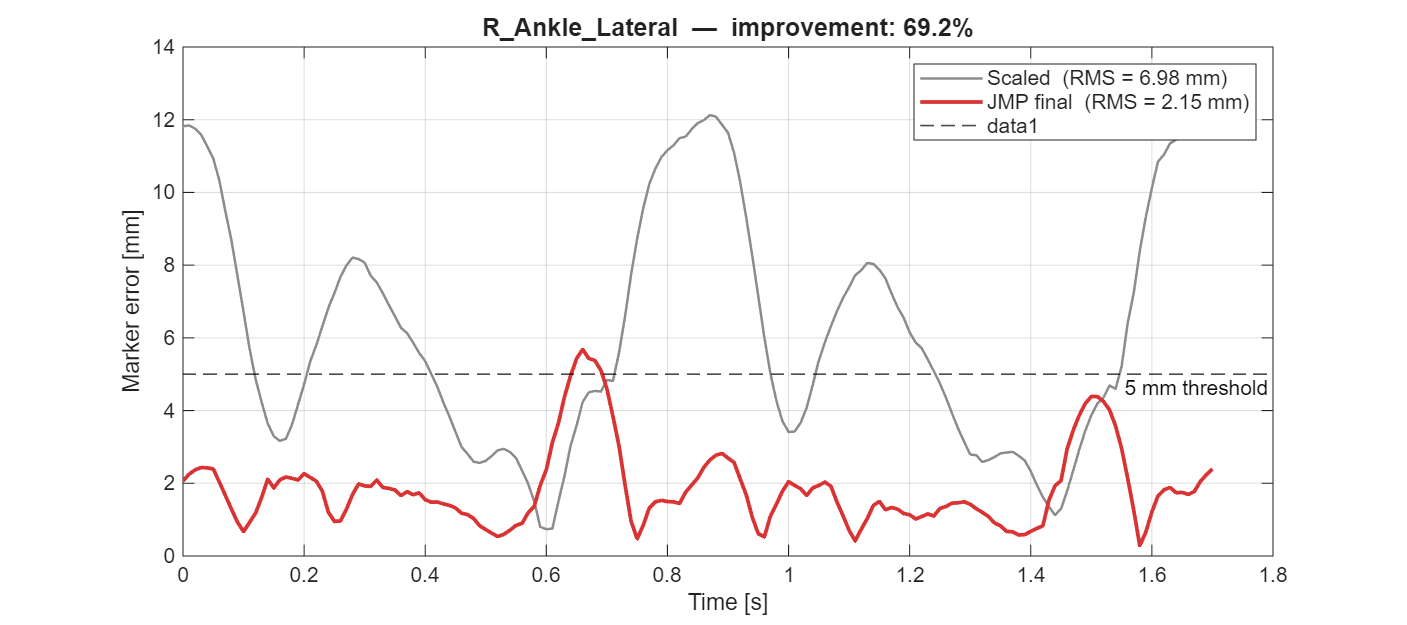 R_Ankle_Lateral — improvement: 69.2%
14
12
10
8
6
4
2
0
Marker error [mm]
Scaled (RMS = 6.98 mm)
JMP final (RMS = 2.15 mm)
data1
5 mm threshold
0 0.2 0.4 0.6 0.8 1 1.2 1.4 1.6 1.8
Time [s]